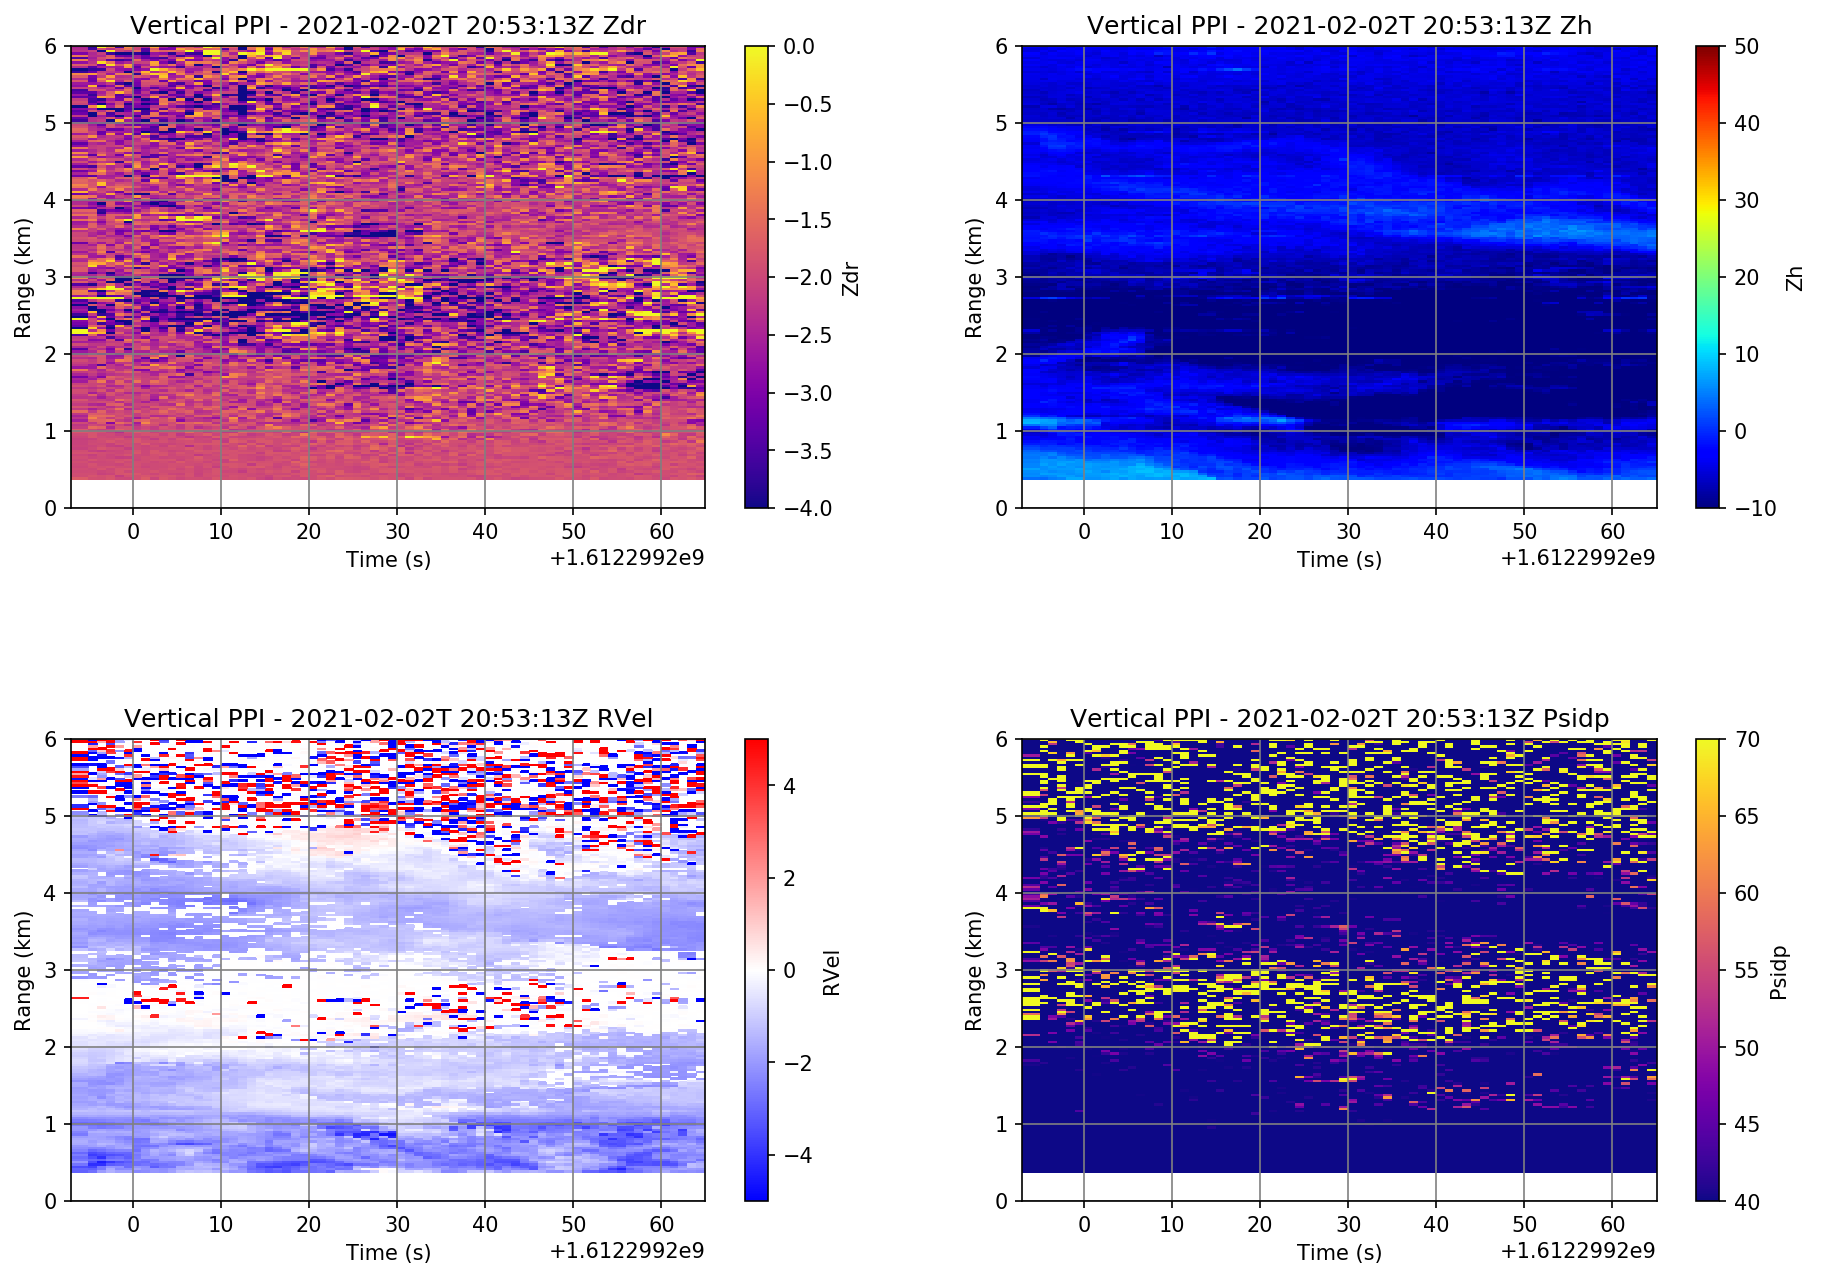 Vertical PPI - 2021-02-02T 20:53:13Z Zdr
6
5
4
3
2
1
0
Range (km)
0 10 20 30 40 50 60
Time (s)
+1.6122992e9
0.0
−0.5
−1.0
−1.5
−2.0
−2.5
−3.0
−3.5
−4.0
Zdr
Vertical PPI - 2021-02-02T 20:53:13Z Zh
6
5
4
3
2
1
0
Range (km)
0 10 20 30 40 50 60
Time (s)
+1.6122992e9
50
40
30
20
10
0
−10
Zh
Vertical PPI - 2021-02-02T 20:53:13Z RVel
6
5
4
3
2
1
0
Range (km)
0 10 20 30 40 50 60
Time (s)
+1.6122992e9
4
2
0
−2
−4
RVel
Vertical PPI - 2021-02-02T 20:53:13Z Psidp
6
5
4
3
2
1
0
Range (km)
0 10 20 30 40 50 60
Time (s)
+1.6122992e9
70
65
60
55
50
45
40
Psidp